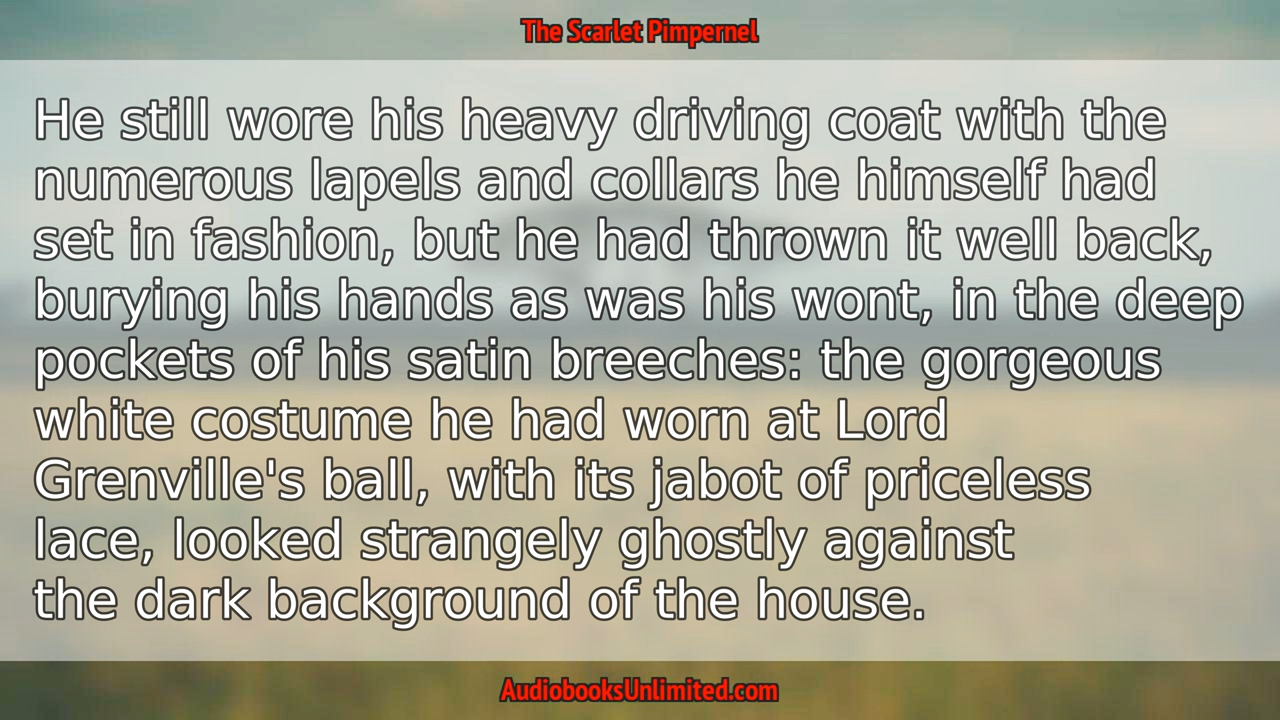 The Scarlet Pimpernel
He still wore his heavy driving coat with the
numerous lapels and collars he himself had
set in fashion, but he had thrown it well back,
burying his hands as was his wont, in the deep
pockets of his satin breeches: the gorgeous
white costume he had worn at Lord
Grenville's ball, with its jabot of priceless
lace, looked strangely ghostly against
the dark background of the house.
AudiobooksUnlimited.com